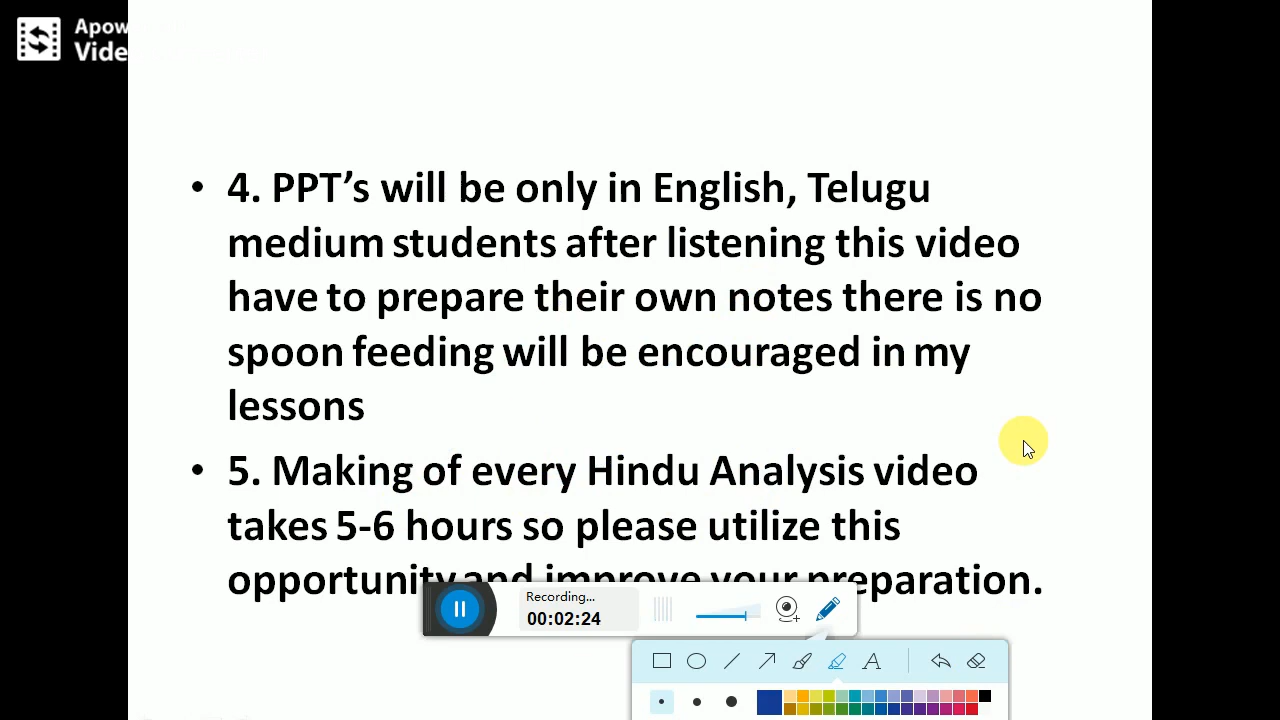 Apow
Vide
• 4. PPT’s will be only in English, Telugu
medium students after listening this video
have to prepare their own notes there is no
spoon feeding will be encouraged in my
lessons
• 5. Making of every Hindu Analysis video
takes 5-6 hours so please utilize this
opportunity and improve your preparation.
Recording...
00:02:24
A